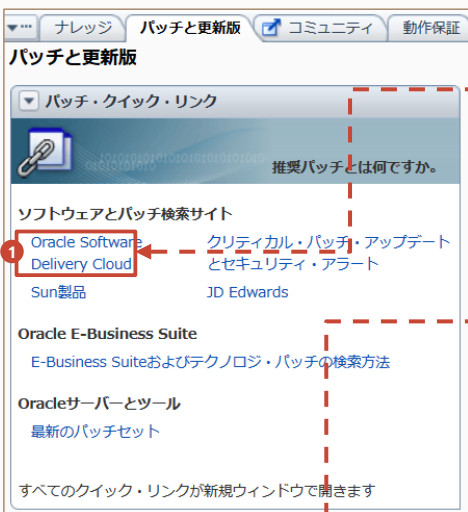 ナレッジ パッチと更新版 コミュニティ 動作保証
パッチと更新版
パッチ・クイック・リンク
推奨パッチとは何ですか。
ソフトウェアとパッチ検索サイト
Oracle Software クリティカル・パッチ・アップデート
1 Delivery Cloud とセキュリティ・アラート
Sun製品 JD Edwards
Oracle E-Business Suite
E-Business Suiteおよびテクノロジ・パッチの検索方法
Oracleサーバーとツール
最新のパッチセット
すべてのクイック・リンクが新規ウィンドウで開きます